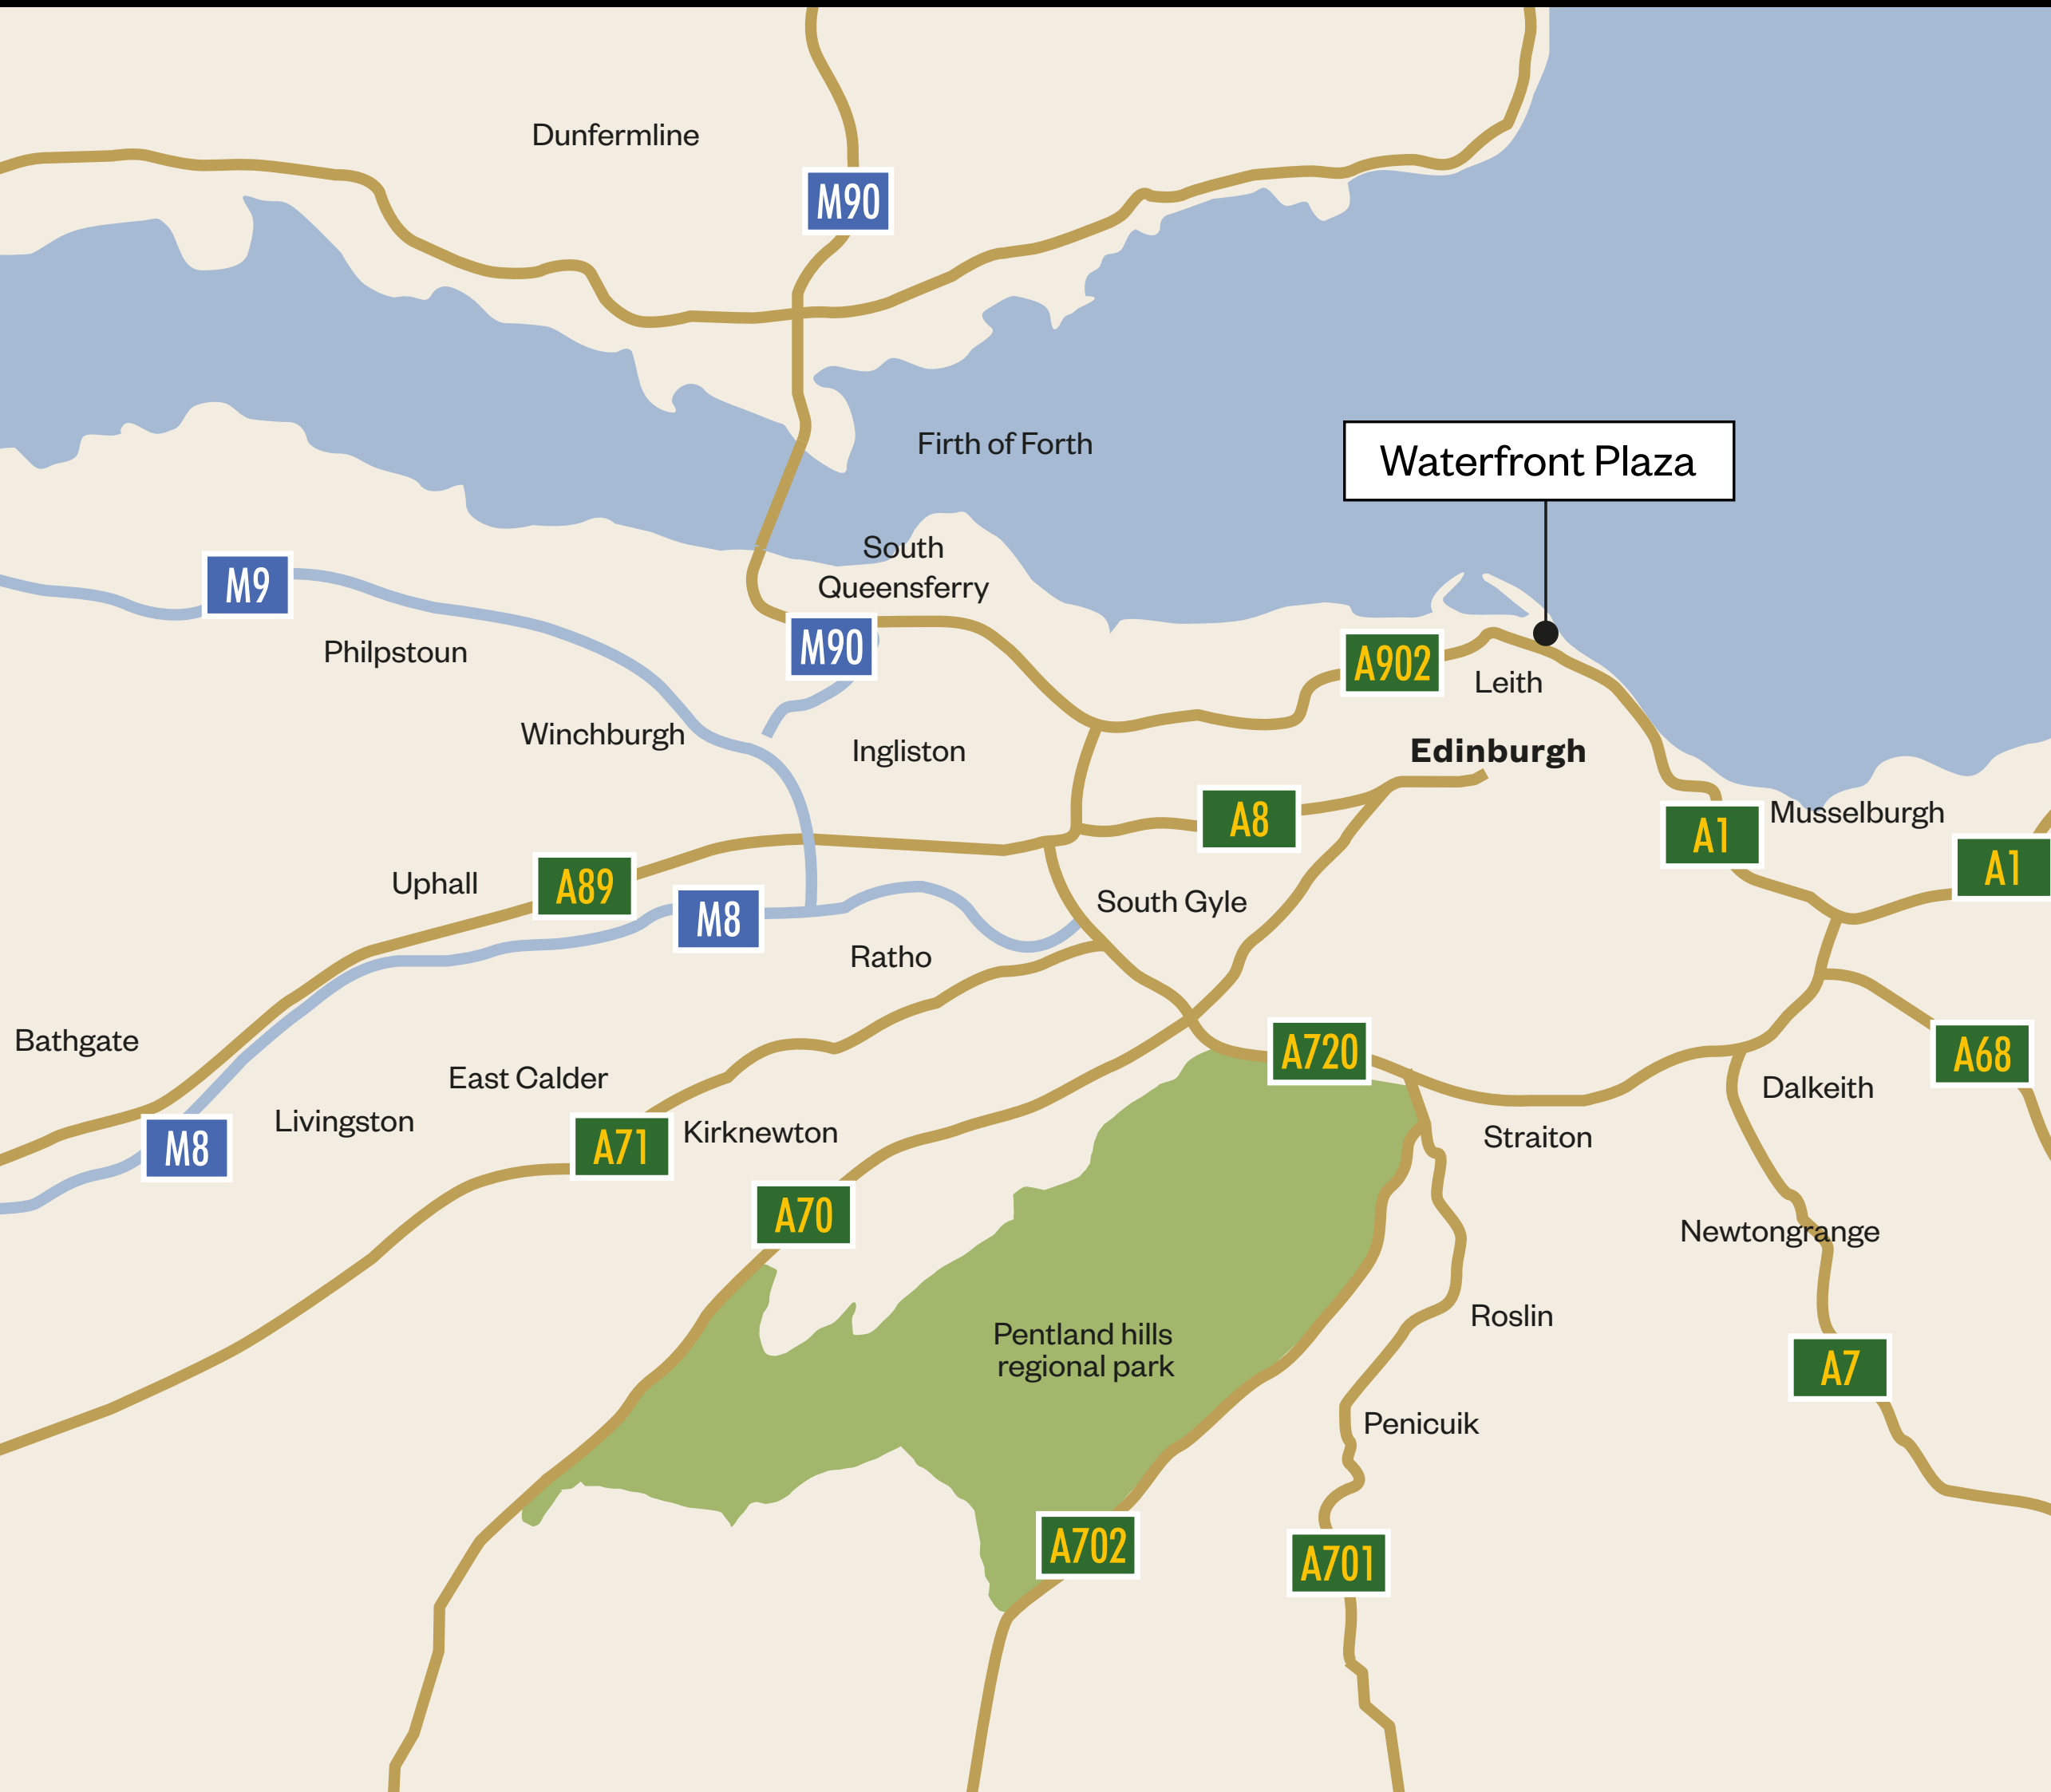 Dunfermline
M90
Firth of Forth
Waterfront Plaza
South
Queensferry
M9
M90
Philpstoun
A902
Leith
Winchburgh
Ingliston
Edinburgh
A8
Musselburgh
A1
A1
Uphall
A89
M8
South Gyle
Ratho
Bathgate
A720
A68
East Calder
Dalkeith
Livingston
M8
A71
Kirknewton
Straiton
A70
Newtongrange
Roslin
Pentland hills
regional park
A7
Penicuik
A702
A701